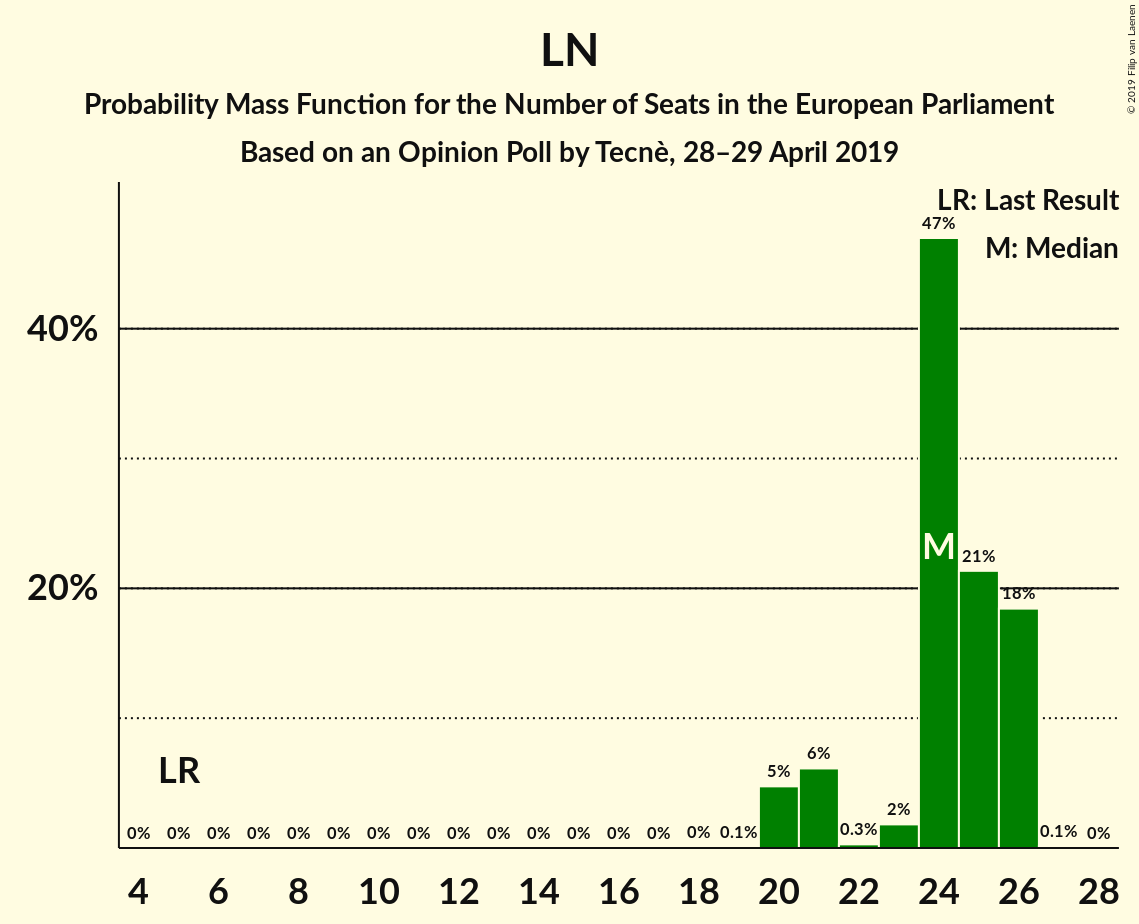 LN
Probability Mass Function for the Number of Seats in the European Parliament
Based on an Opinion Poll by Tecnè, 28–29 April 2019
© 2019 Filip van Laenen
LR: Last Result
M: Median
47%
40%
M
21%
20%
18%
LR
6%
5%
2%
0% 0% 0% 0% 0% 0% 0% 0% 0% 0% 0% 0% 0% 0% 0% 0.1% 0.3% 0.1% 0%
4 6 8 10 12 14 16 18 20 22 24 26 28